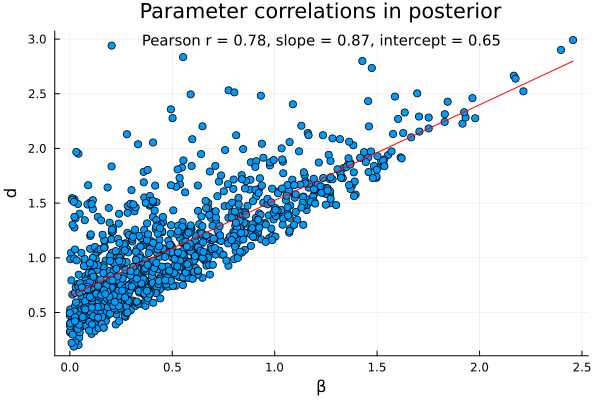 Parameter correlations in posterior
Pearson r = 0.78, slope = 0.87, intercept = 0.65
3.0
2.5
2.0
1.5
1.0
0.5
d
0.0 0.5 1.0 1.5 2.0 2.5
β